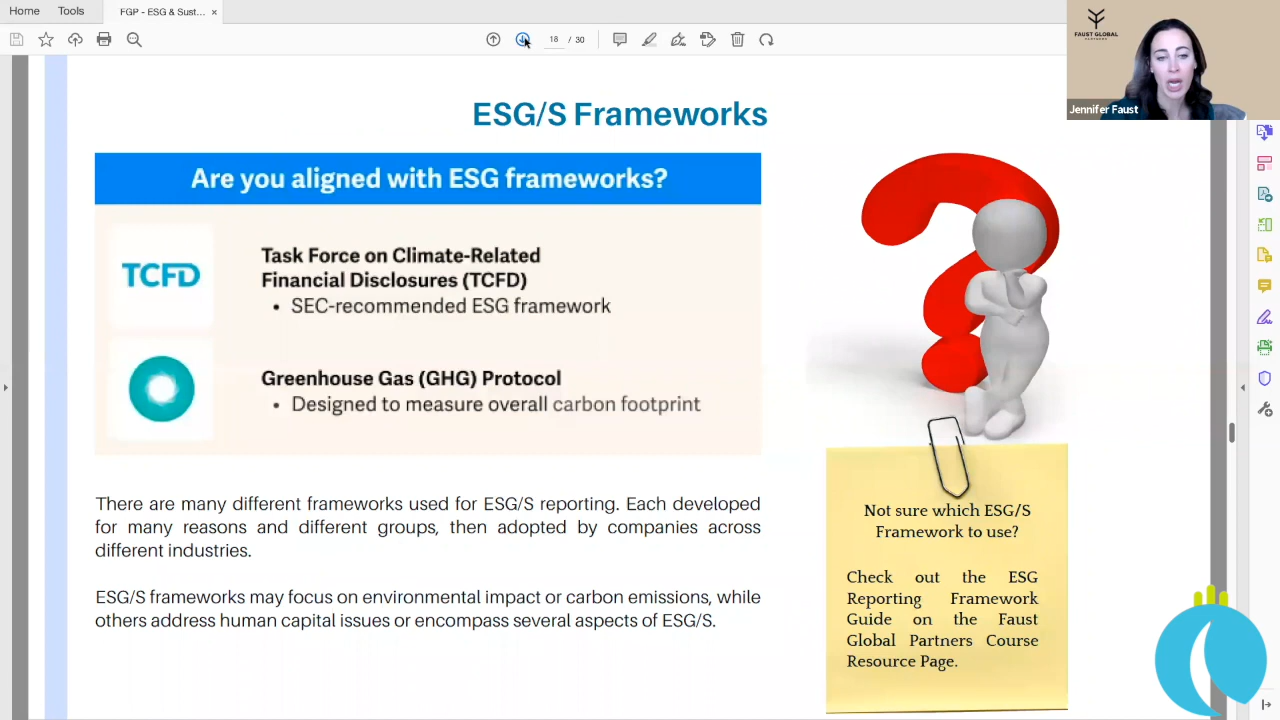 Home
Tools
FGP - ESG & Sust...
×
18 / 30
FAUST GLOBAL
PARTNERS
Jennifer Faust
ESG/S Frameworks
Are you aligned with ESG frameworks?
TCFD
Task Force on Climate-Related
Financial Disclosures (TCFD)
• SEC-recommended ESG framework
Greenhouse Gas (GHG) Protocol
• Designed to measure overall carbon footprint
There are many different frameworks used for ESG/S reporting. Each developed
for many reasons and different groups, then adopted by companies across
different industries.
ESG/S frameworks may focus on environmental impact or carbon emissions, while
others address human capital issues or encompass several aspects of ESG/S.
Not sure which ESG/S
Framework to use?
Check out the ESG
Reporting Framework
Guide on the Faust
Global Partners Course
Resource Page.